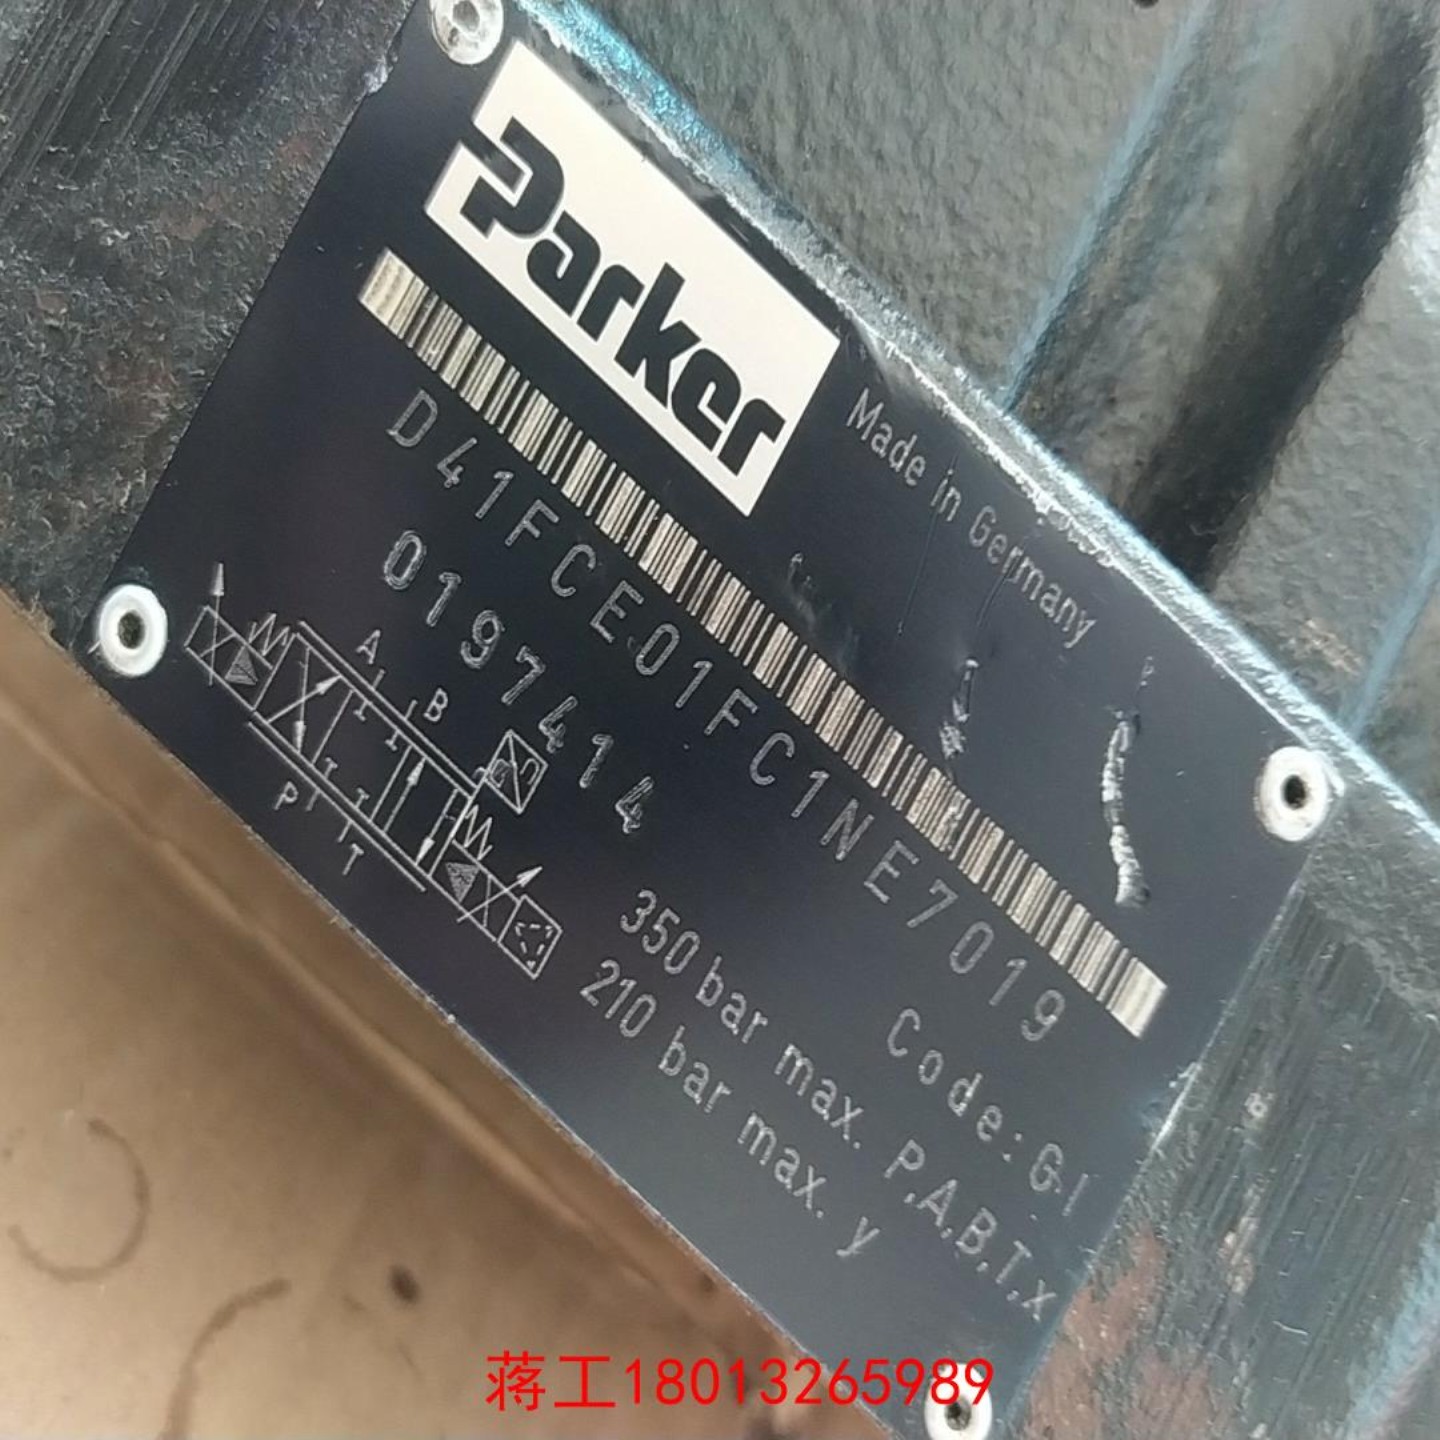 Parker
Made in Germany
D41FCE01FC1NE7019
0197414
Code:G-1
A B
P T
350 bar max. P,A,B,T,x
210 bar max. y
蒋工18013265989